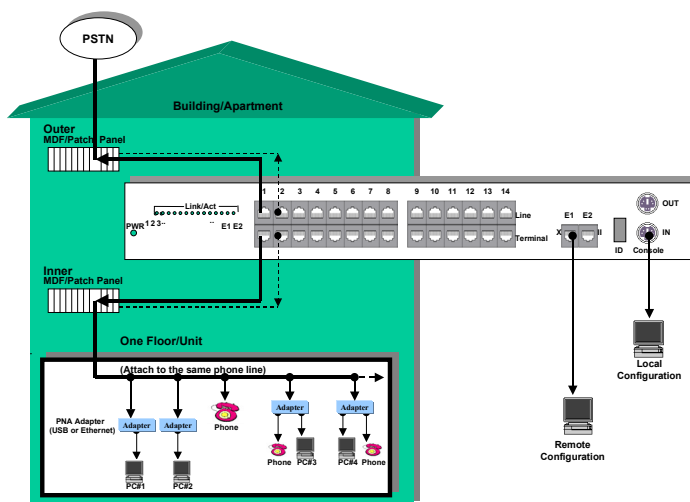 PSTN
Building/Apartment
Outer
MDF/Patch Panel
1 2 3 4 5 6 7 8 9 10 11 12 13 14
Link/Act
OUT
Line
E1 E2
PWR 1 2 3·· ·· E1 E2
Terminal
X II
IN
ID Console
Inner
MDF/Patch Panel
One Floor/Unit
(Attach to the same phone line)
Local
Configuration
PNA Adapter
(USB or Ethernet)
Adapter
Adapter
Phone
Adapter
Adapter
Remote
Configuration
Phone PC#3 PC#4 Phone
PC#1 PC#2